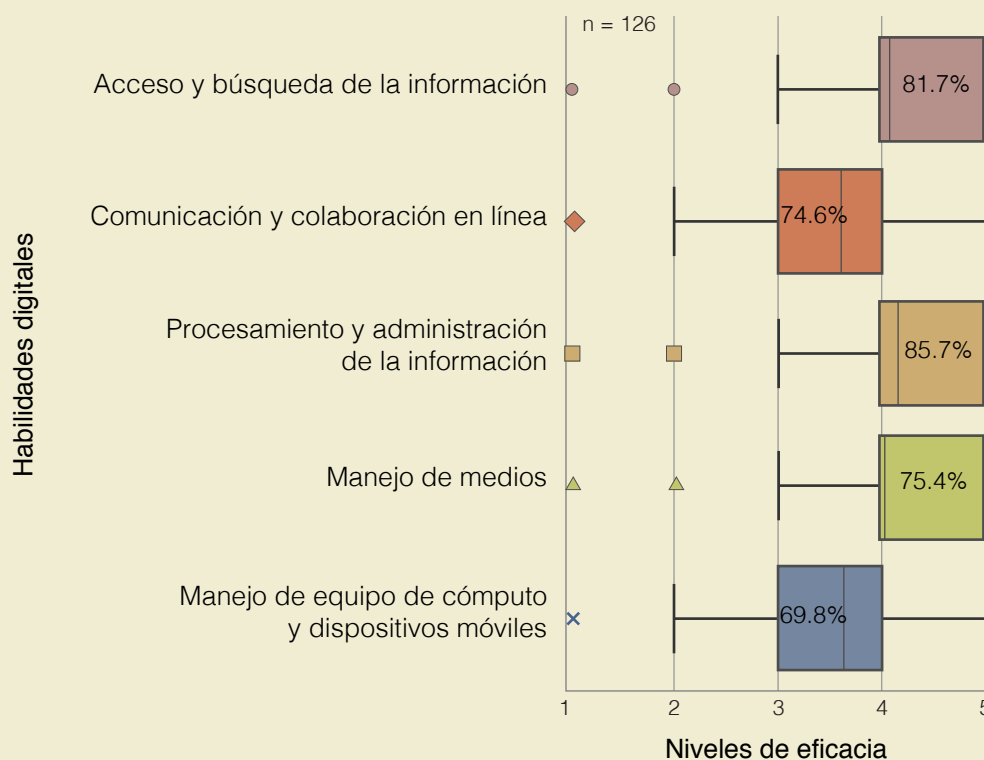 n = 126
Acceso y búsqueda de la información
81.7%
Comunicación y colaboración en línea
74.6%
Procesamiento y administración
de la información
85.7%
Manejo de medios
75.4%
Manejo de equipo de cómputo
y dispositivos móviles
69.8%
Habilidades digitales
1 2 3 4 5
Niveles de eficacia